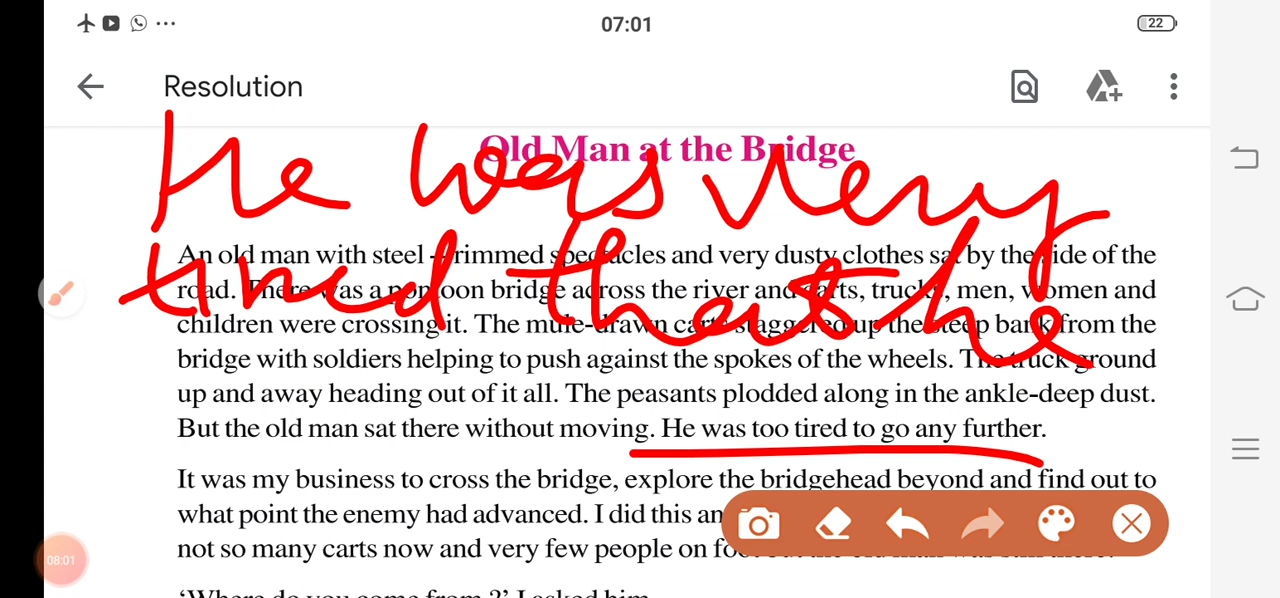 07:01
22
Resolution
Old Man at the Bridge
He was very
tired that he
An old man with steel - rimmed spectacles and very dusty clothes sat by the side of the
road. There was a pontoon bridge across the river and carts, trucks, men, women and
children were crossing it. The mule-drawn carts staggered up the steep bank from the
bridge with soldiers helping to push against the spokes of the wheels. The truck ground
up and away heading out of it all. The peasants plodded along in the ankle-deep dust.
But the old man sat there without moving. He was too tired to go any further.
It was my business to cross the bridge, explore the bridgehead beyond and find out to
what point the enemy had advanced. I did this an
not so many carts now and very few people on
08:01